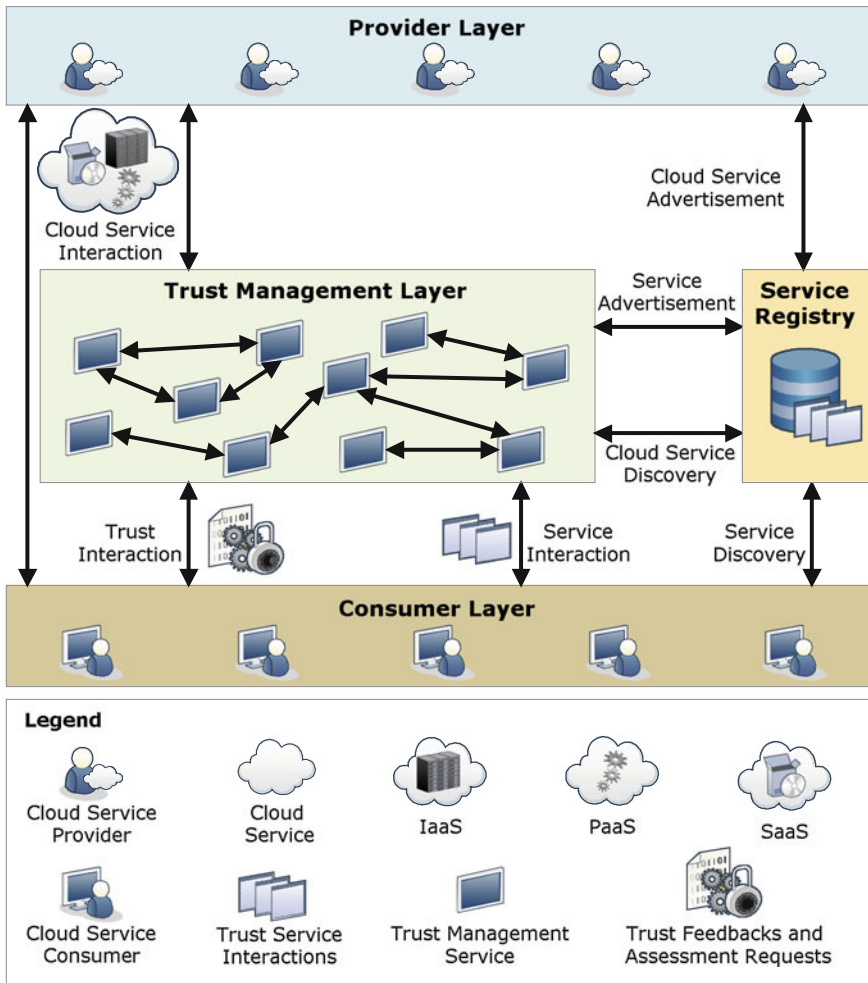 Provider Layer
Cloud Service
Interaction
Cloud Service
Advertisement
Trust Management Layer
Service
Advertisement
Service
Registry
Cloud Service
Discovery
Trust
Interaction
Service
Interaction
Service
Discovery
Consumer Layer
Legend
Cloud Service
Provider
Cloud
Service
IaaS
PaaS
SaaS
Cloud Service
Consumer
Trust Service
Interactions
Trust Management
Service
Trust Feedbacks and
Assessment Requests